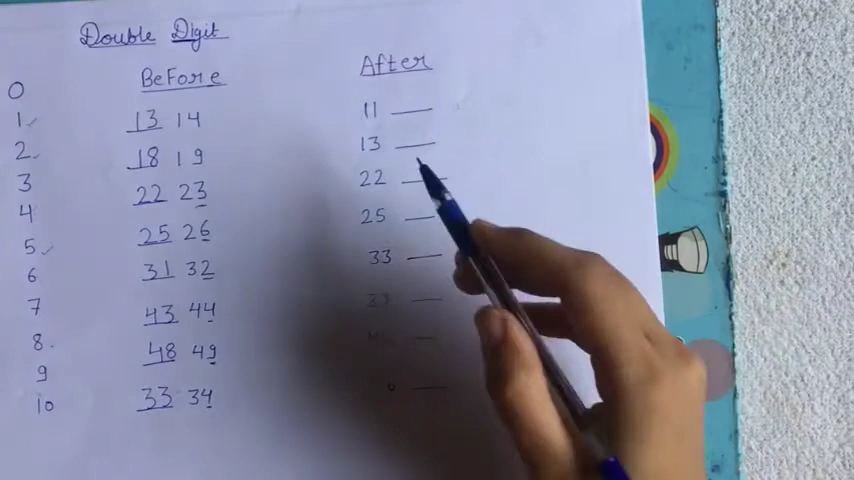 Double Digit
BeFore After
0
1 13 14 11
2 18 19 13
3 22 23 22
4 25 26 25
5 31 32 33
6 43 44
7 48 49
8 33 34
9
10